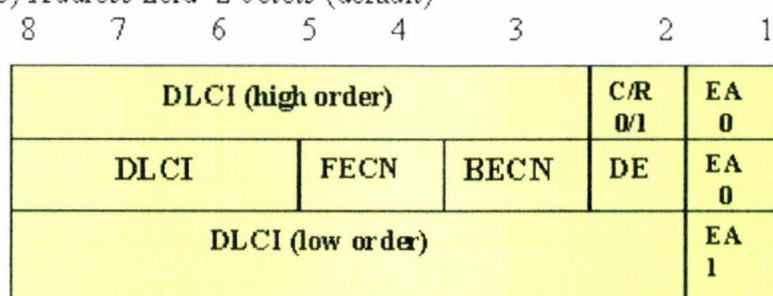 8 7 6 5 4 3 2 1
DLCI (high order) C/R EA
0/1 0
DLCI FECN BECN DE EA
0
DLCI (low order) EA
1